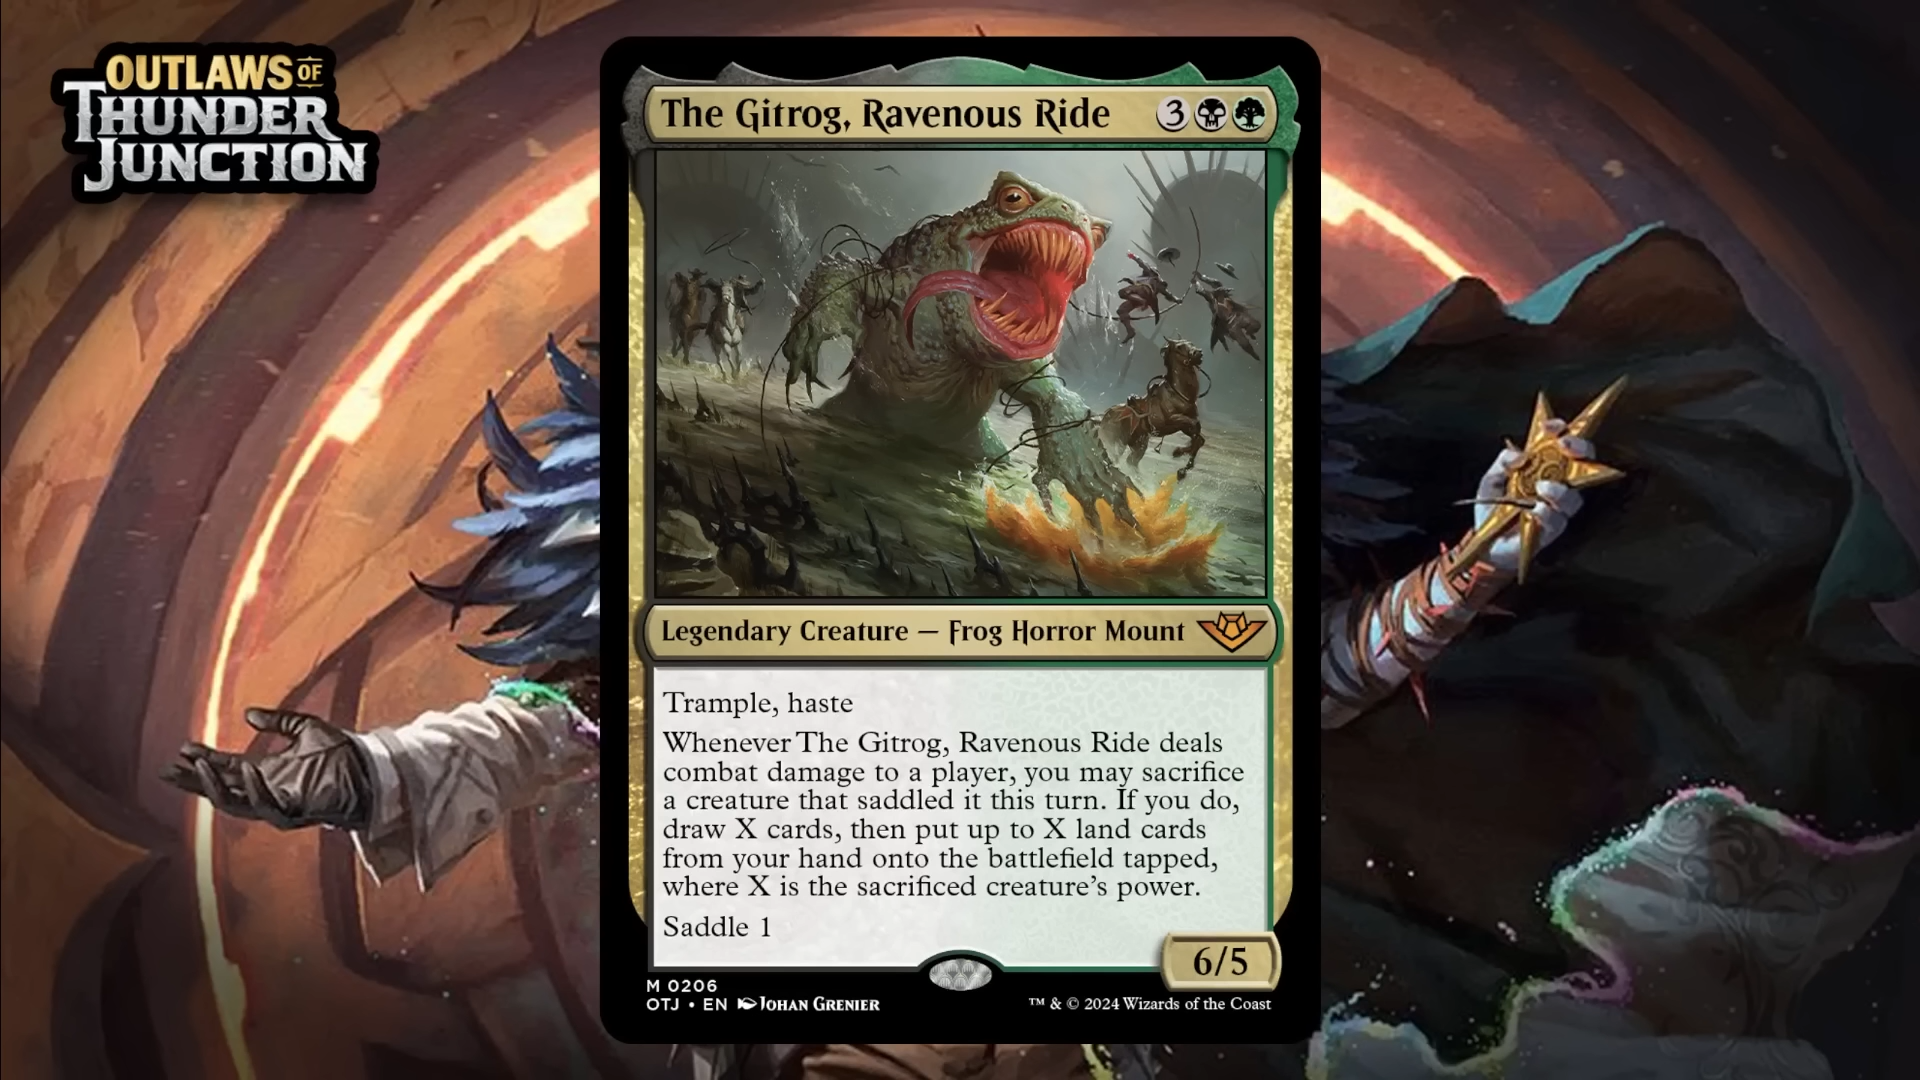 OUTLAWS OF
THUNDER
JUNCTION
The Gitrog, Ravenous Ride 3
Legendary Creature — Frog Horror Mount
Trample, haste
Whenever The Gitrog, Ravenous Ride deals
combat damage to a player, you may sacrifice
a creature that saddled it this turn. If you do,
draw X cards, then put up to X land cards
from your hand onto the battlefield tapped,
where X is the sacrificed creature's power.
Saddle 1
6/5
M 0206
OTJ • EN JOHAN GRENIER
™ & © 2024 Wizards of the Coast